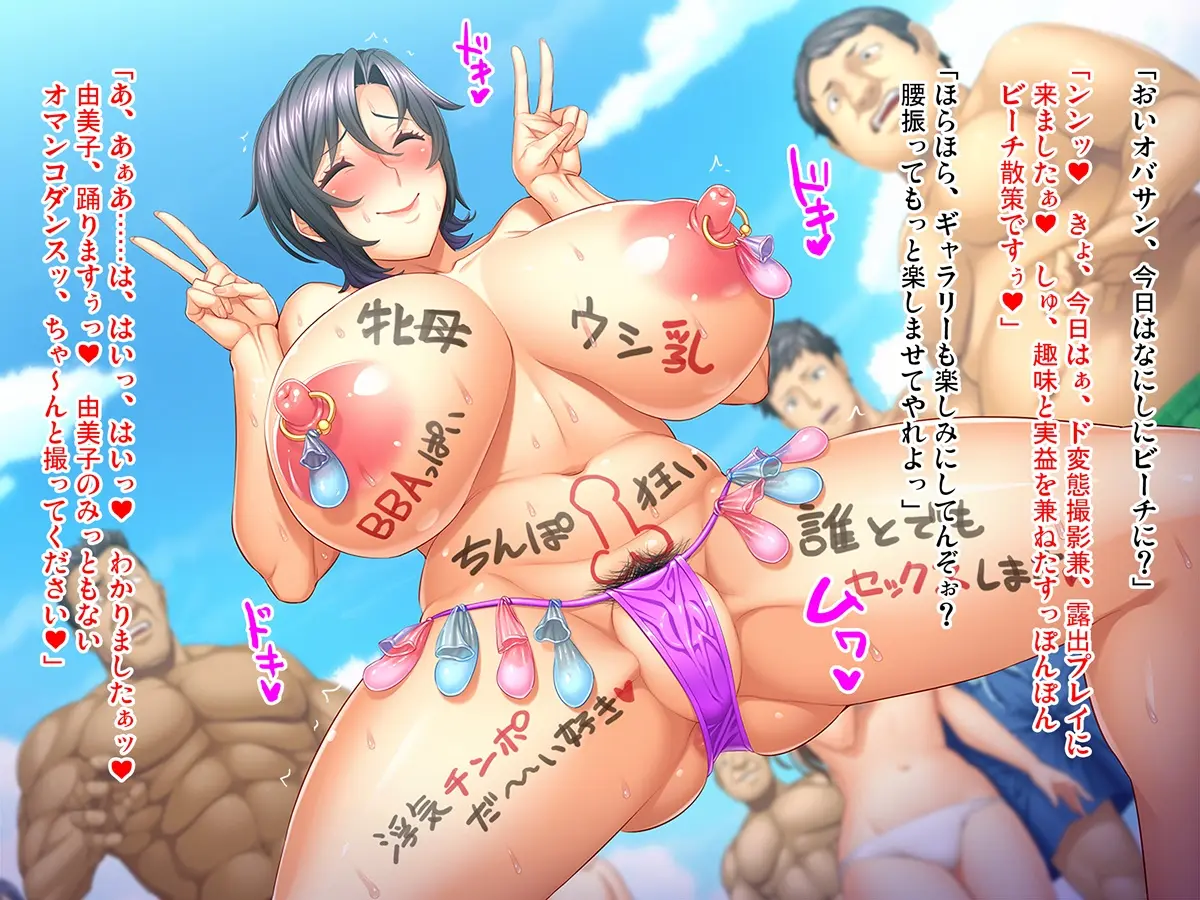 「おいオバサン、今日はなにしにビーチに？」
「ンンッ♥　きょ、今日はぁ、ド変態撮影兼、露出プレイに
来ましたぁ♥　しゅ、趣味と実益を兼ねたすっぽんぽん
ビーチ散策ですぅ♥」
「ほらほら、ギャラリーも楽しみにしてんぞぉ？
腰振ってもっと楽しませてやれよっ」
「あ、あぁあ……は、はいっ、はいっ♥　わかりましたぁッ♥
由美子、踊りますぅっ♥　由美子のみっともない
オマンコダンスッ、ちゃ～んと撮ってください♥」
ドキ♥
ドキ♥
ドキ♥
ムワ♥
牝母
ウシ乳
BBAっぱい
ちんぽ
狂い
誰とでも
セックスしま
浮気チンポ
だ〜〜い好き♥